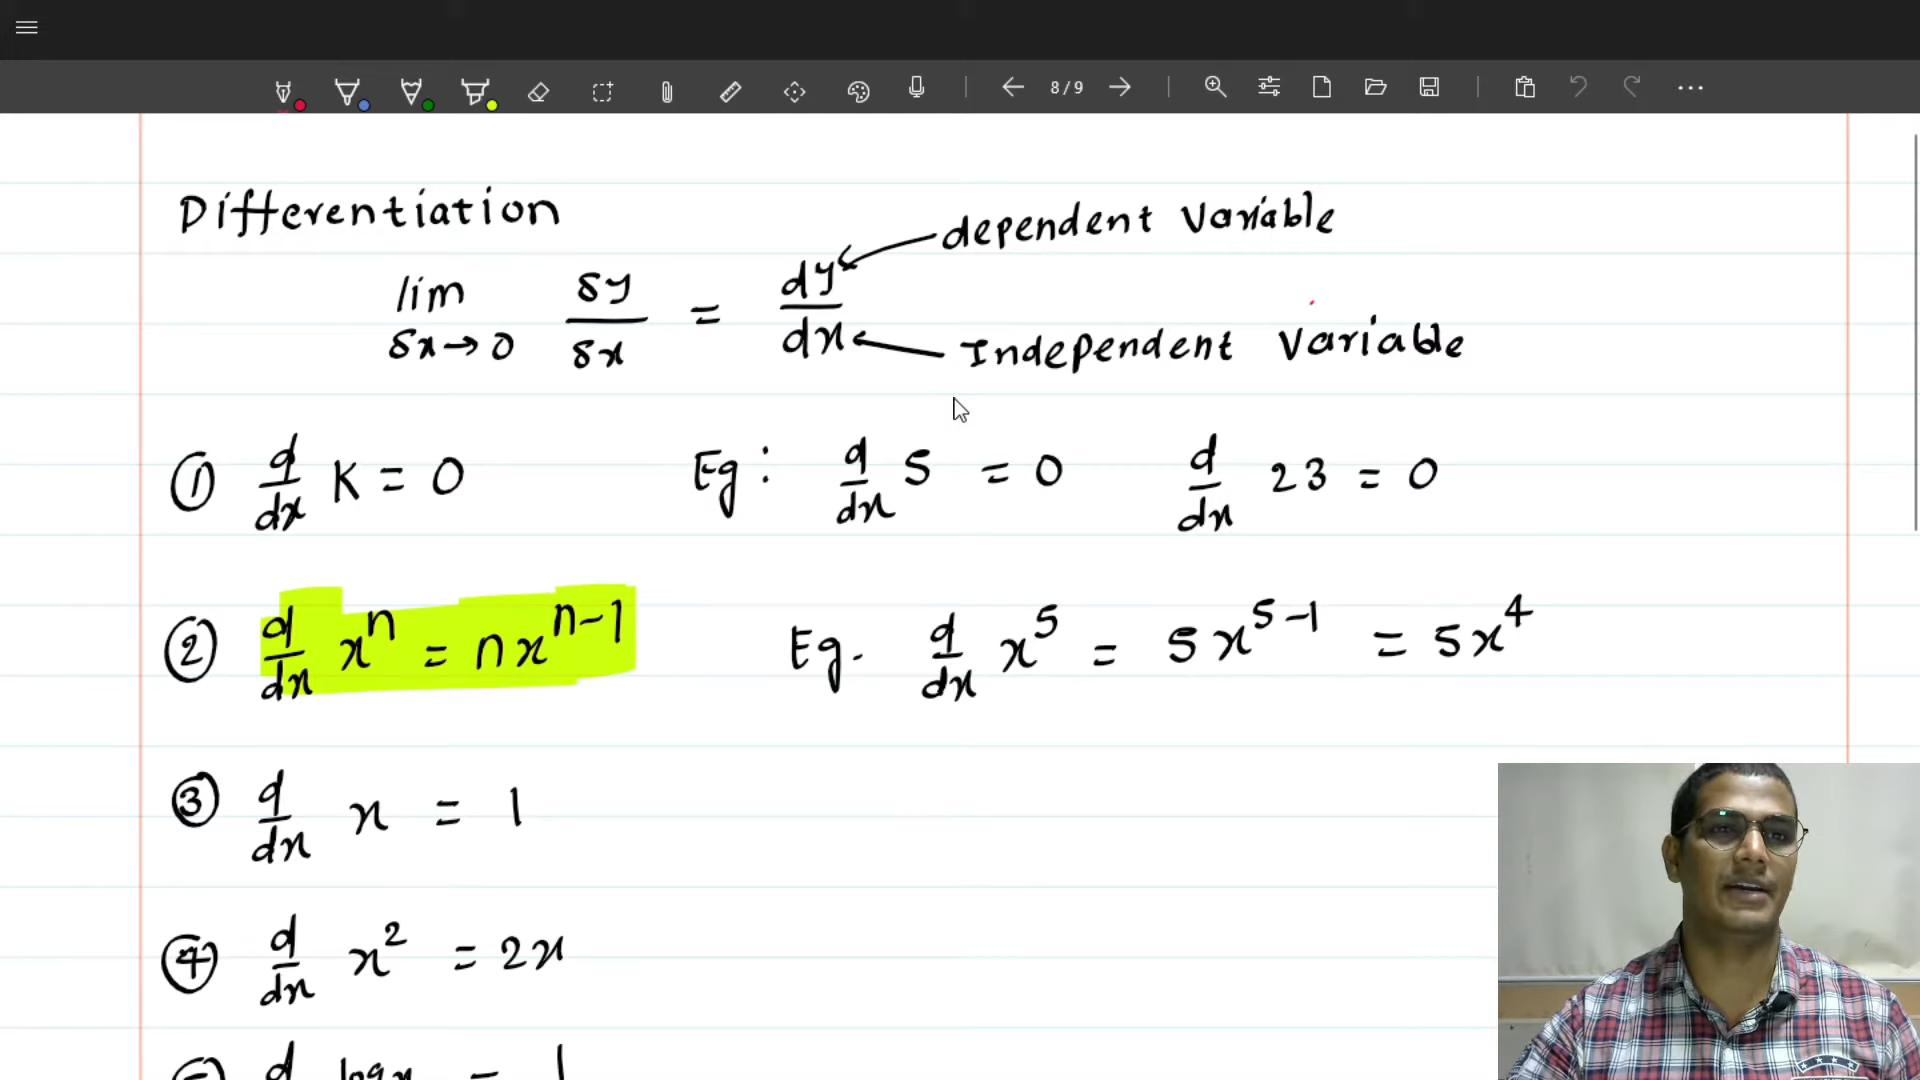 8/9
Differentiation
lim δx→0 δy/δx = dy/dx
dependent Variable
Independent Variable
① d/dx K = 0 Eg: d/dx 5 = 0 d/dx 23 = 0
② d/dx xⁿ = nxⁿ⁻¹ Eg. d/dx x⁵ = 5x⁵⁻¹ = 5x⁴
③ d/dx x = 1
④ d/dx x² = 2x
d log x = 1